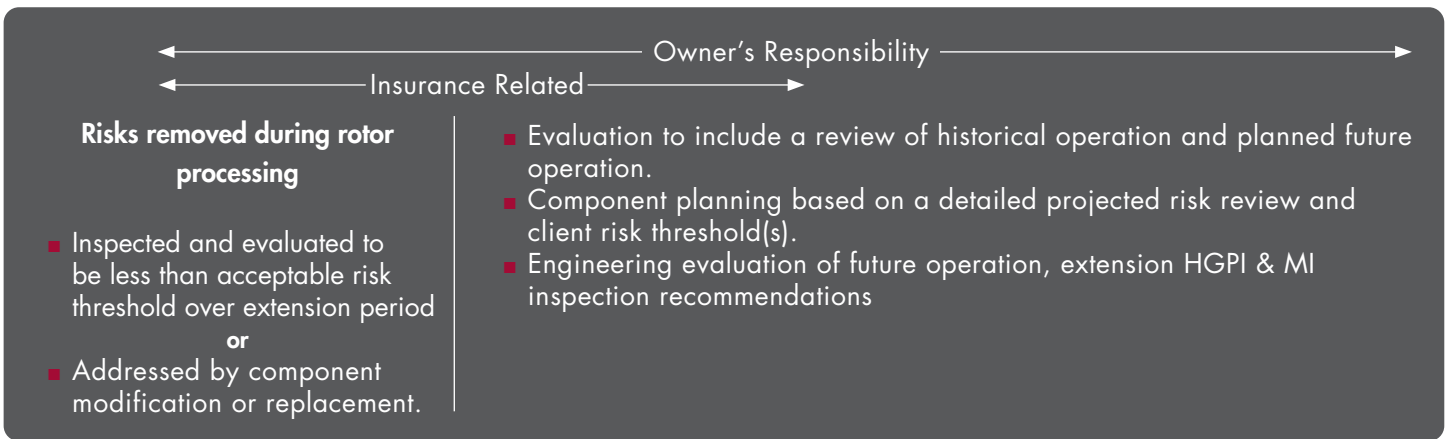 Owner’s Responsibility
Insurance Related
Risks removed during rotor
processing
Inspected and evaluated to
be less than acceptable risk
threshold over extension period
or
Addressed by component
modification or replacement.
Evaluation to include a review of historical operation and planned future
operation.
Component planning based on a detailed projected risk review and
client risk threshold(s).
Engineering evaluation of future operation, extension HGPI & MI
inspection recommendations